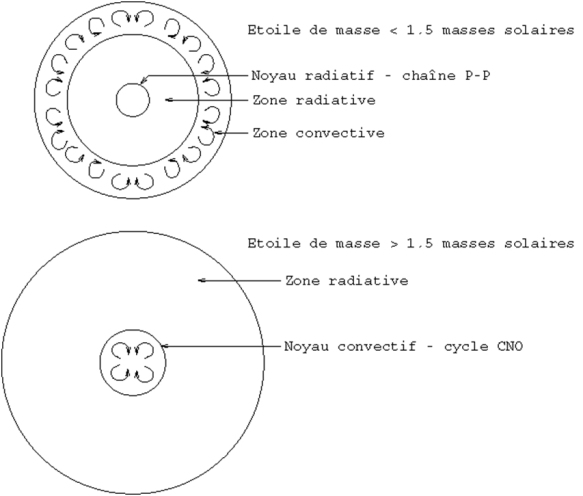 Etoile de masse < 1.5 masses solaires
Noyau radiatif - chaîne P-P
Zone radiative
Zone convective
Etoile de masse > 1.5 masses solaires
Zone radiative
Noyau convectif - cycle CNO